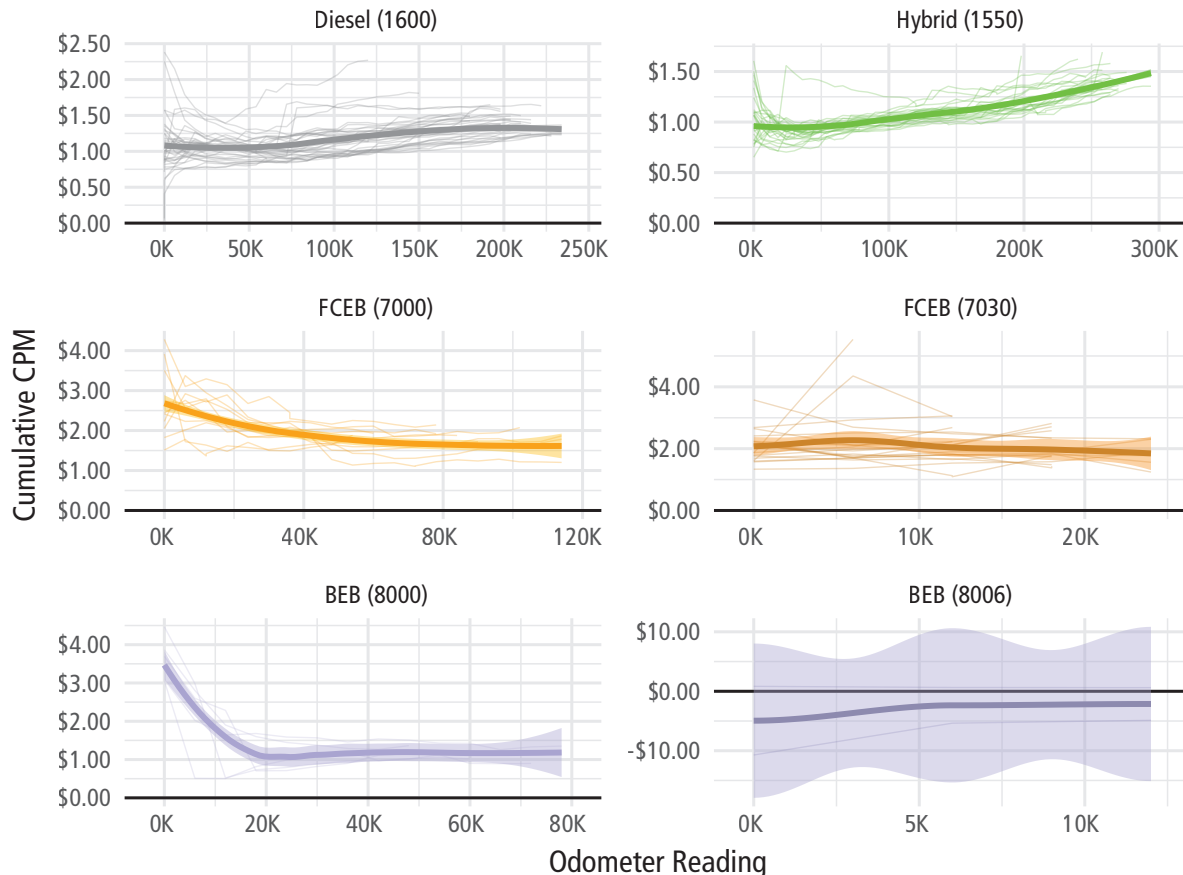 Diesel (1600)
$2.50
$2.00
$1.50
$1.00
$0.50
$0.00
0K 50K 100K 150K 200K 250K
Hybrid (1550)
$1.50
$1.00
$0.50
$0.00
0K 100K 200K 300K
Cumulative CPM
FCEB (7000)
$4.00
$3.00
$2.00
$1.00
$0.00
0K 40K 80K 120K
FCEB (7030)
$4.00
$2.00
$0.00
0K 10K 20K
BEB (8000)
$4.00
$3.00
$2.00
$1.00
$0.00
0K 20K 40K 60K 80K
BEB (8006)
$10.00
$0.00
-$10.00
0K 5K 10K
Odometer Reading